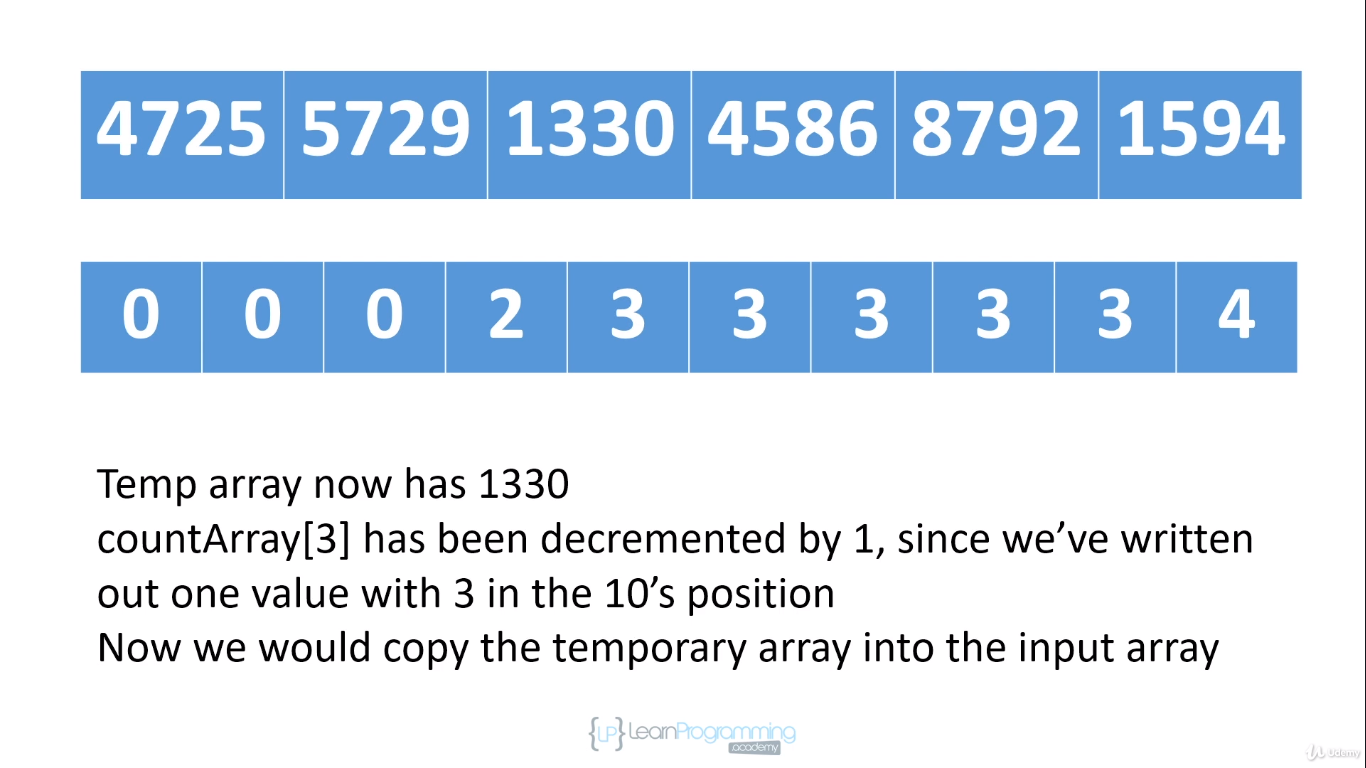 4725 5729 1330 4586 8792 1594
0 0 0 2 3 3 3 3 3 4
Temp array now has 1330
countArray[3] has been decremented by 1, since we’ve written
out one value with 3 in the 10’s position
Now we would copy the temporary array into the input array
{LP} LearnProgramming
.academy
Udemy